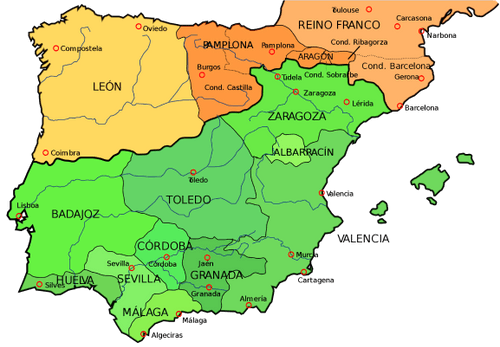 Toulouse
REINO FRANCO
Carcasona
Narbona
Oviedo
Compostela
PAMPLONA
Pamplona
Cond. Ribagorza
ARAGÓN
Burgos
Cond. Barcelona
Cond. Sobrarbe
Gerona
Tudela
LEÓN
Cond. Castilla
Zaragoza
Lérida
Barcelona
ZARAGOZA
Coimbra
ALBARRACÍN
Toledo
TOLEDO
Valencia
Lisboa
BADAJOZ
VALENCIA
CÓRDOBA
Sevilla
Córdoba
Jaén
Murcia
HUELVA
SEVILLA
GRANADA
Cartagena
Silves
Granada
Almeria
MÁLAGA
Málaga
Algeciras